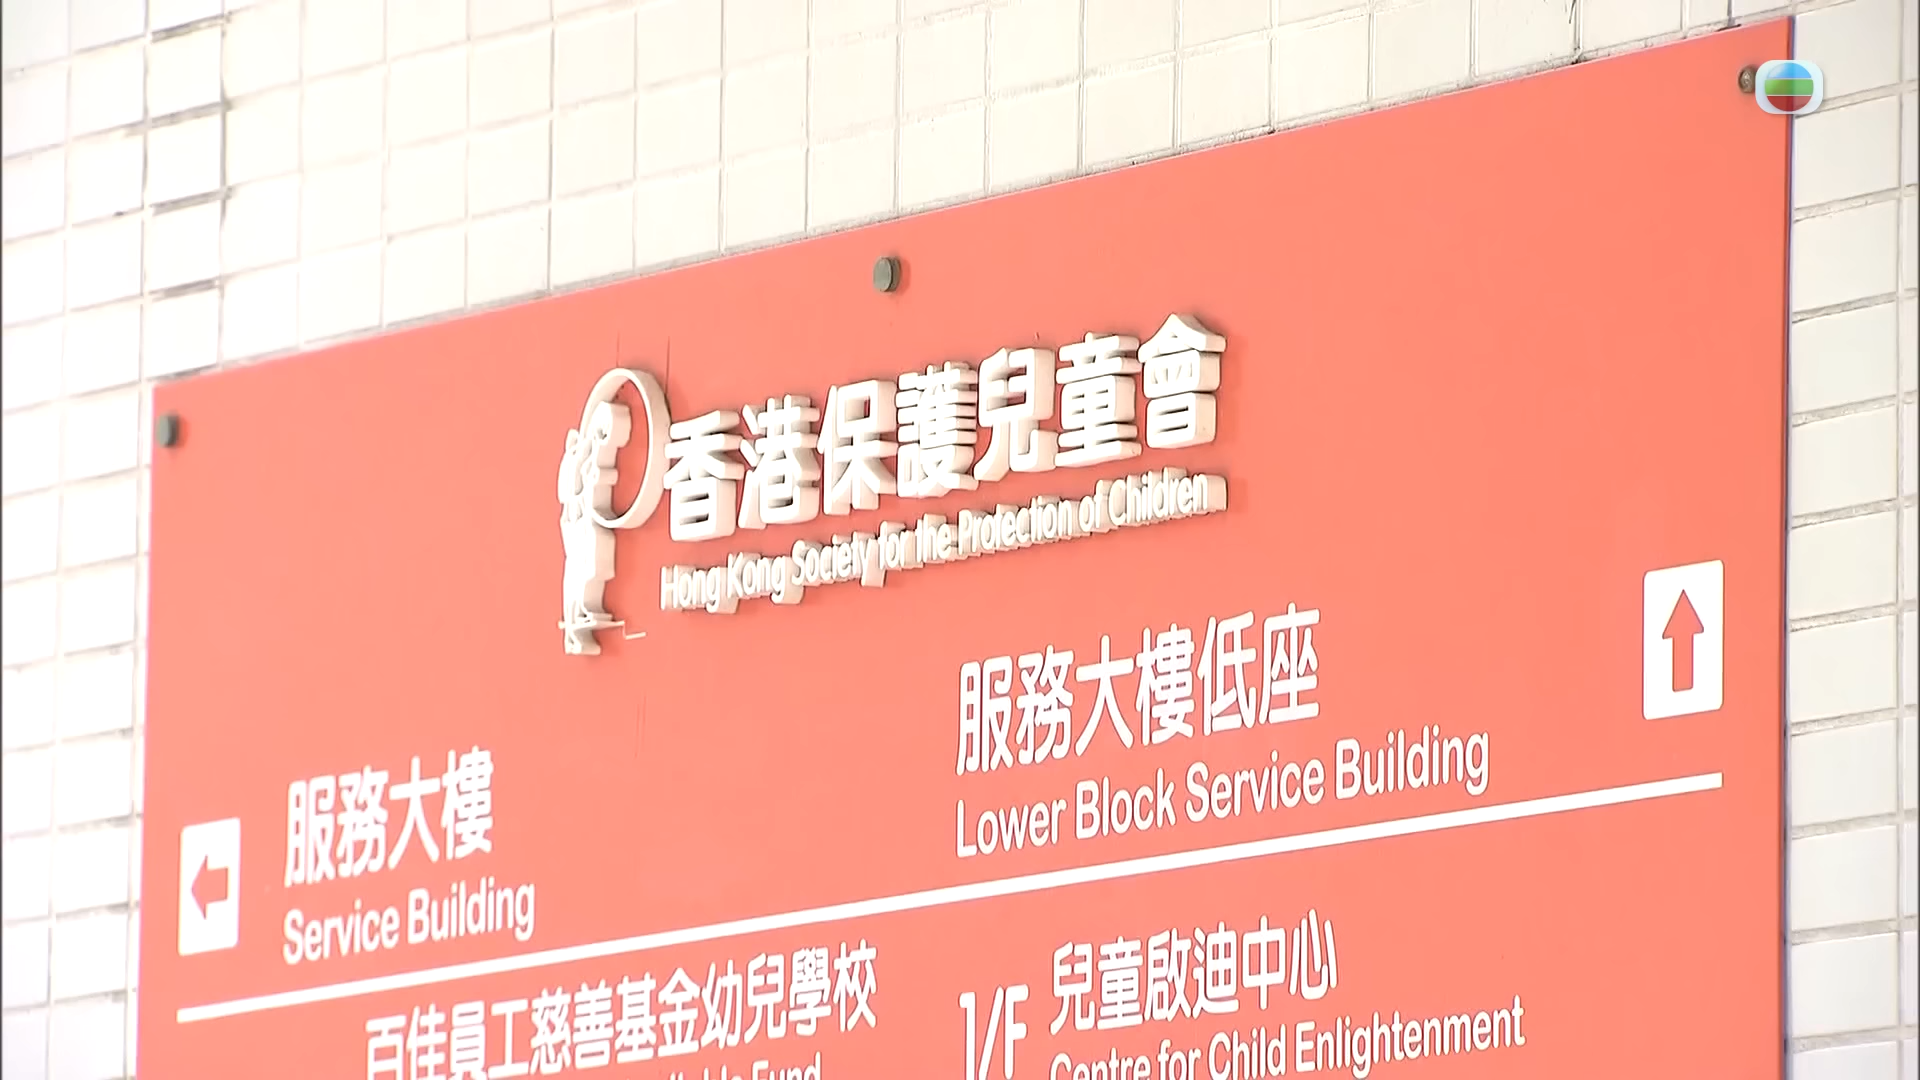 香港保護兒童會
Hong Kong Society for the Protection of Children
服務大樓
Service Building
百佳員工慈善基金幼兒學校
Fund
服務大樓低座
Lower Block Service Building
1/F 兒童啟迪中心
Centre for Child Enlightenment